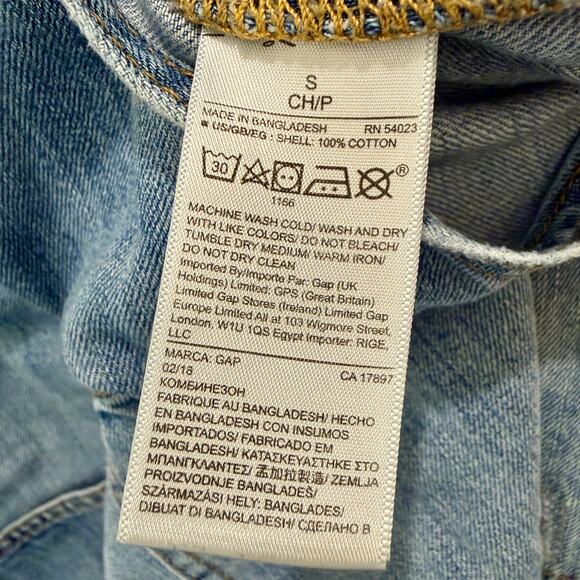 S
CH/P
MADE IN BANGLADESH RN 54023
US/GB/EG : SHELL: 100% COTTON
30
®
1166
MACHINE WASH COLD/ WASH AND DRY
WITH LIKE COLORS/ DO NOT BLEACH/
TUMBLE DRY MEDIUM/ WARM IRON/
DO NOT DRY CLEAN
Imported By/Importe Par: Gap (UK
Holdings) Limited: GPS (Great Britain)
Limited Gap Stores (Ireland) Limited Gap
Europe Limited All at 103 Wigmore Street,
London, W1U 1QS Egypt Importer: RIGE,
LLC
MARCA: GAP CA 17897
02/18
КОМБИНЕЗОН
FABRIQUE AU BANGLADESH/ HECHO
EN BANGLADESH CON INSUMOS
IMPORTADOS/ FABRICADO EM
BANGLADESH/ ΚΑΤΑΣΚΕΥΑΣΤΗΚΕ ΣΤΟ
ΜΠΑΝΓΚΛΑΝΤΕΣ/ 孟加拉製造/ ZEMLJA
PROIZVODNJE BANGLADEŠ/
SZÁRMAZÁSI HELY: BANGLADES/
DIBUAT DI BANGLADESH/ СДЕЛАНО В